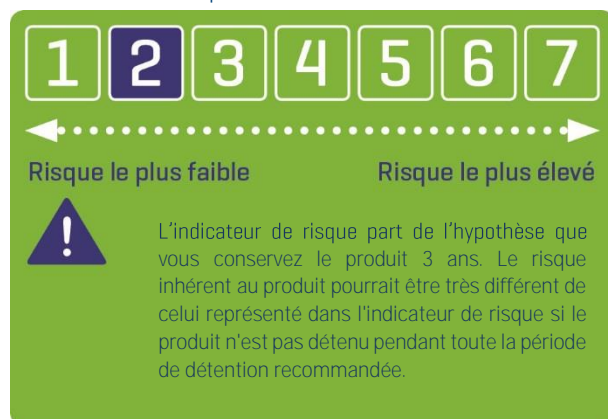 1 2 3 4 5 6 7
Risque le plus faible Risque le plus élevé
!
L'indicateur de risque part de l'hypothèse que
vous conservez le produit 3 ans. Le risque
inhérent au produit pourrait être très différent de
celui représenté dans l'indicateur de risque si le
produit n'est pas détenu pendant toute la période
de détention recommandée.